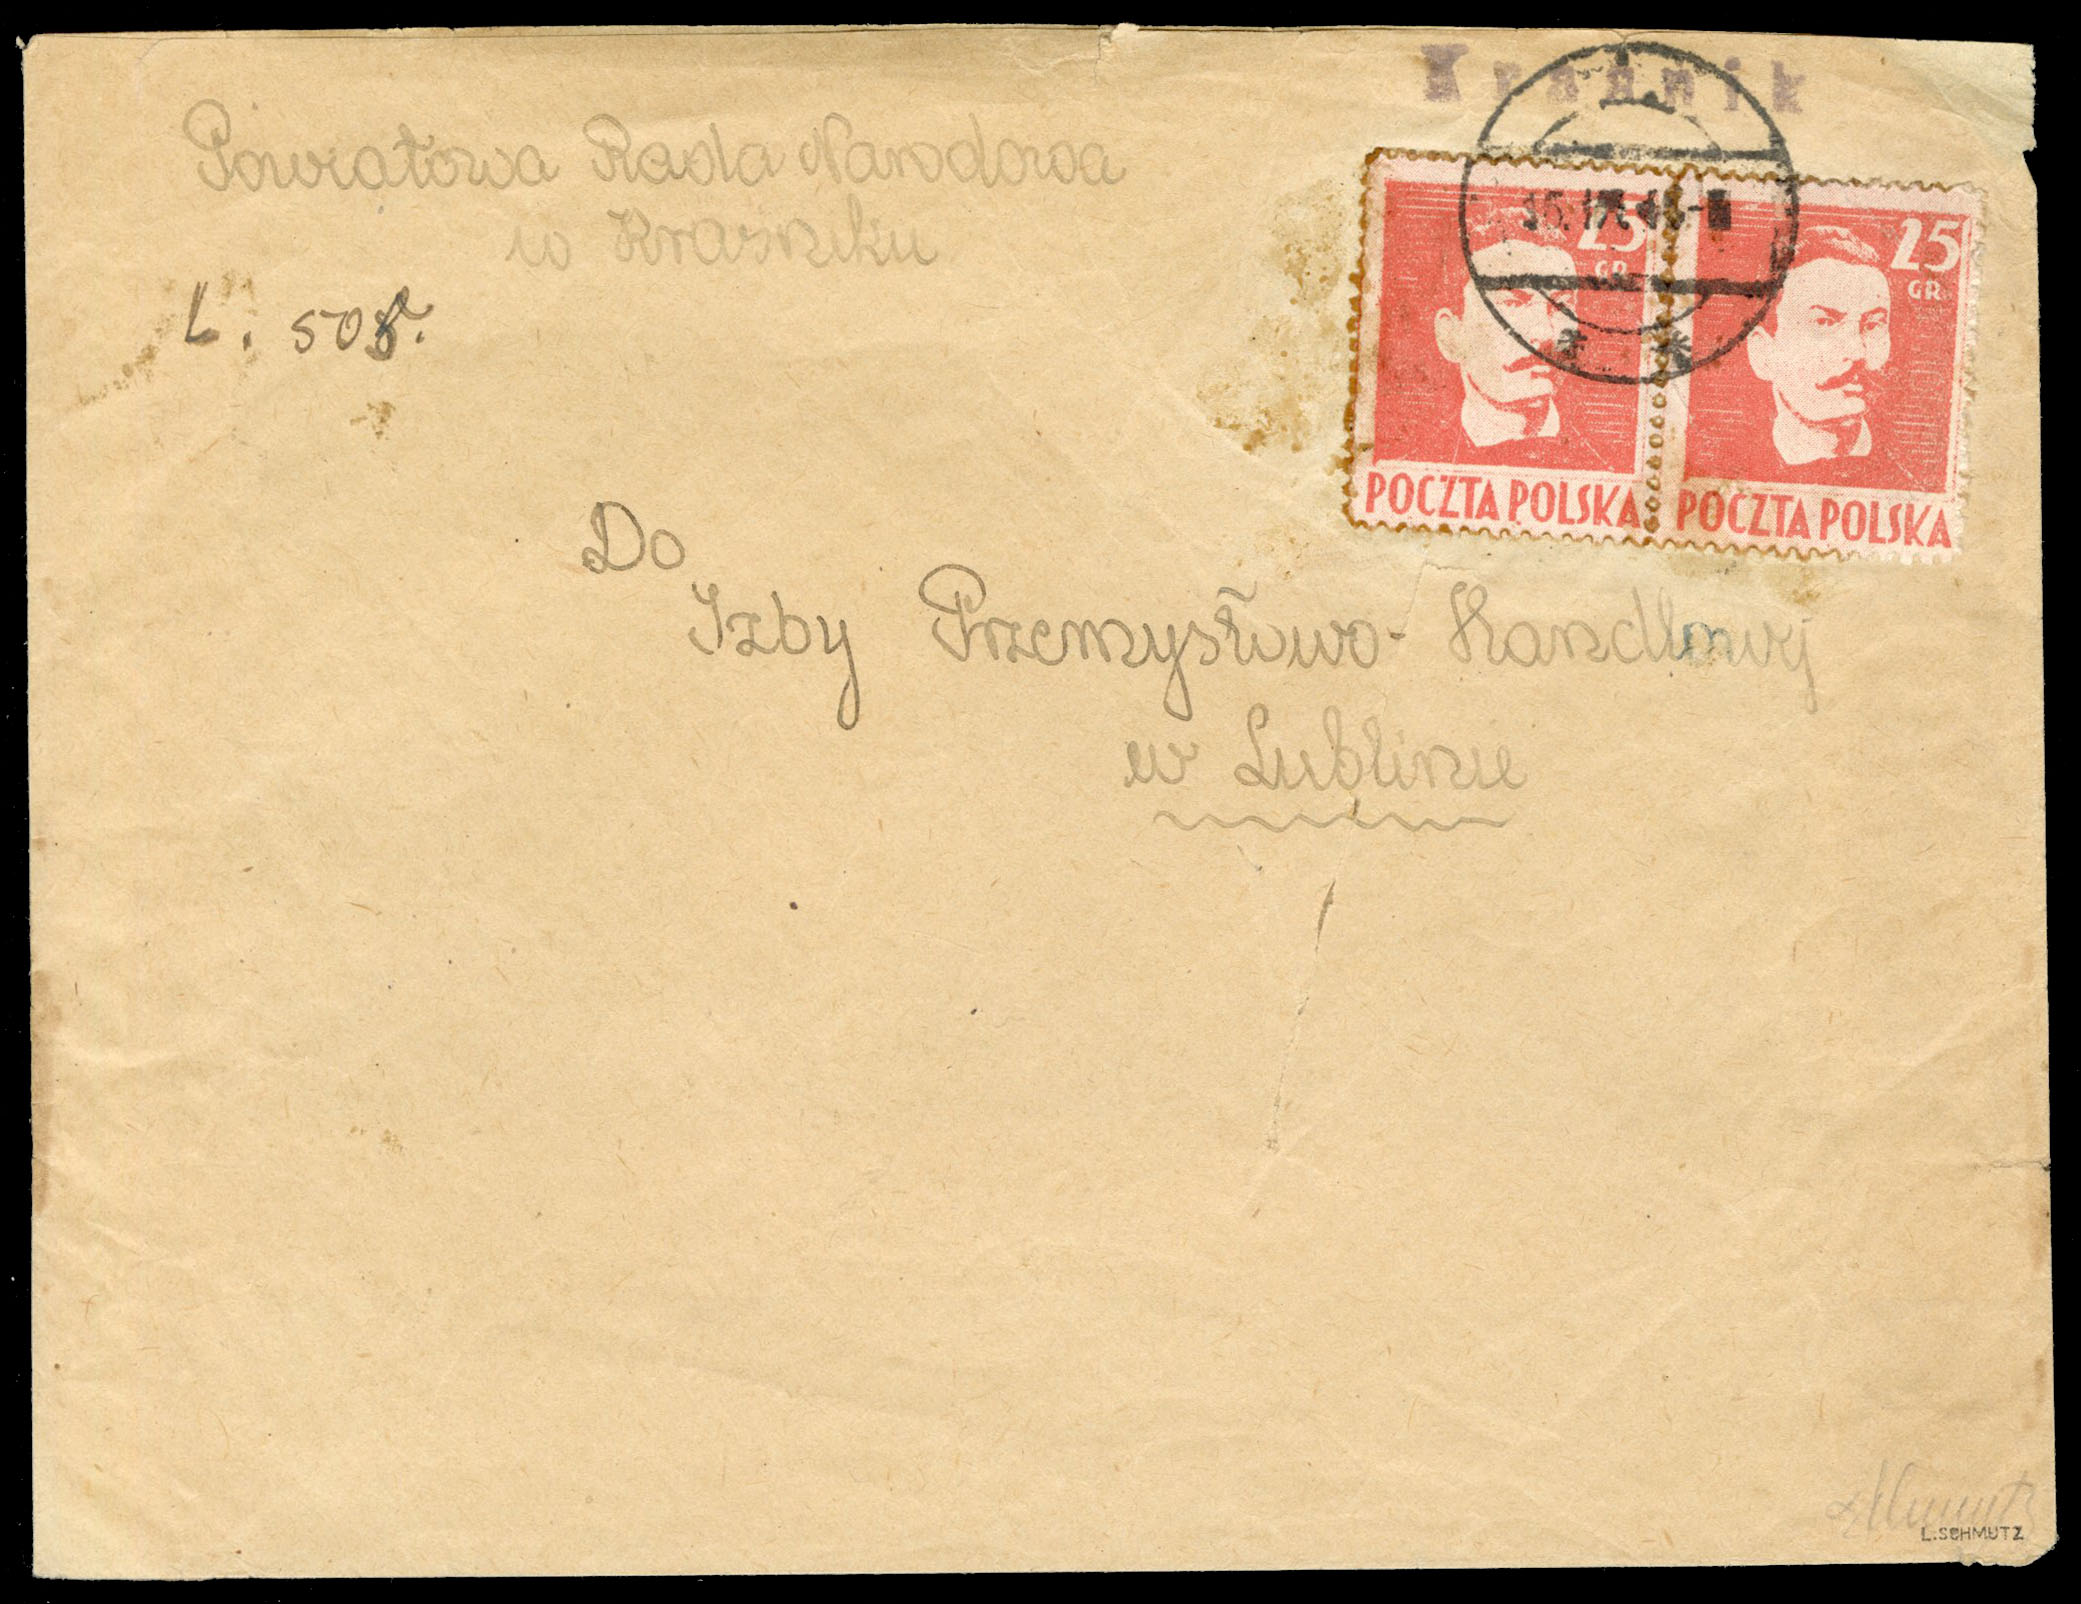 Kraśnik
Powiatowa Rada Narodowa
w Kraśniku
L. 508.
25
GR.
25
GR.
POCZTA POLSKA
POCZTA POLSKA
Do
Izby Przemysłowo-Handlowej
w Lublinie
L.SCHMUTZ